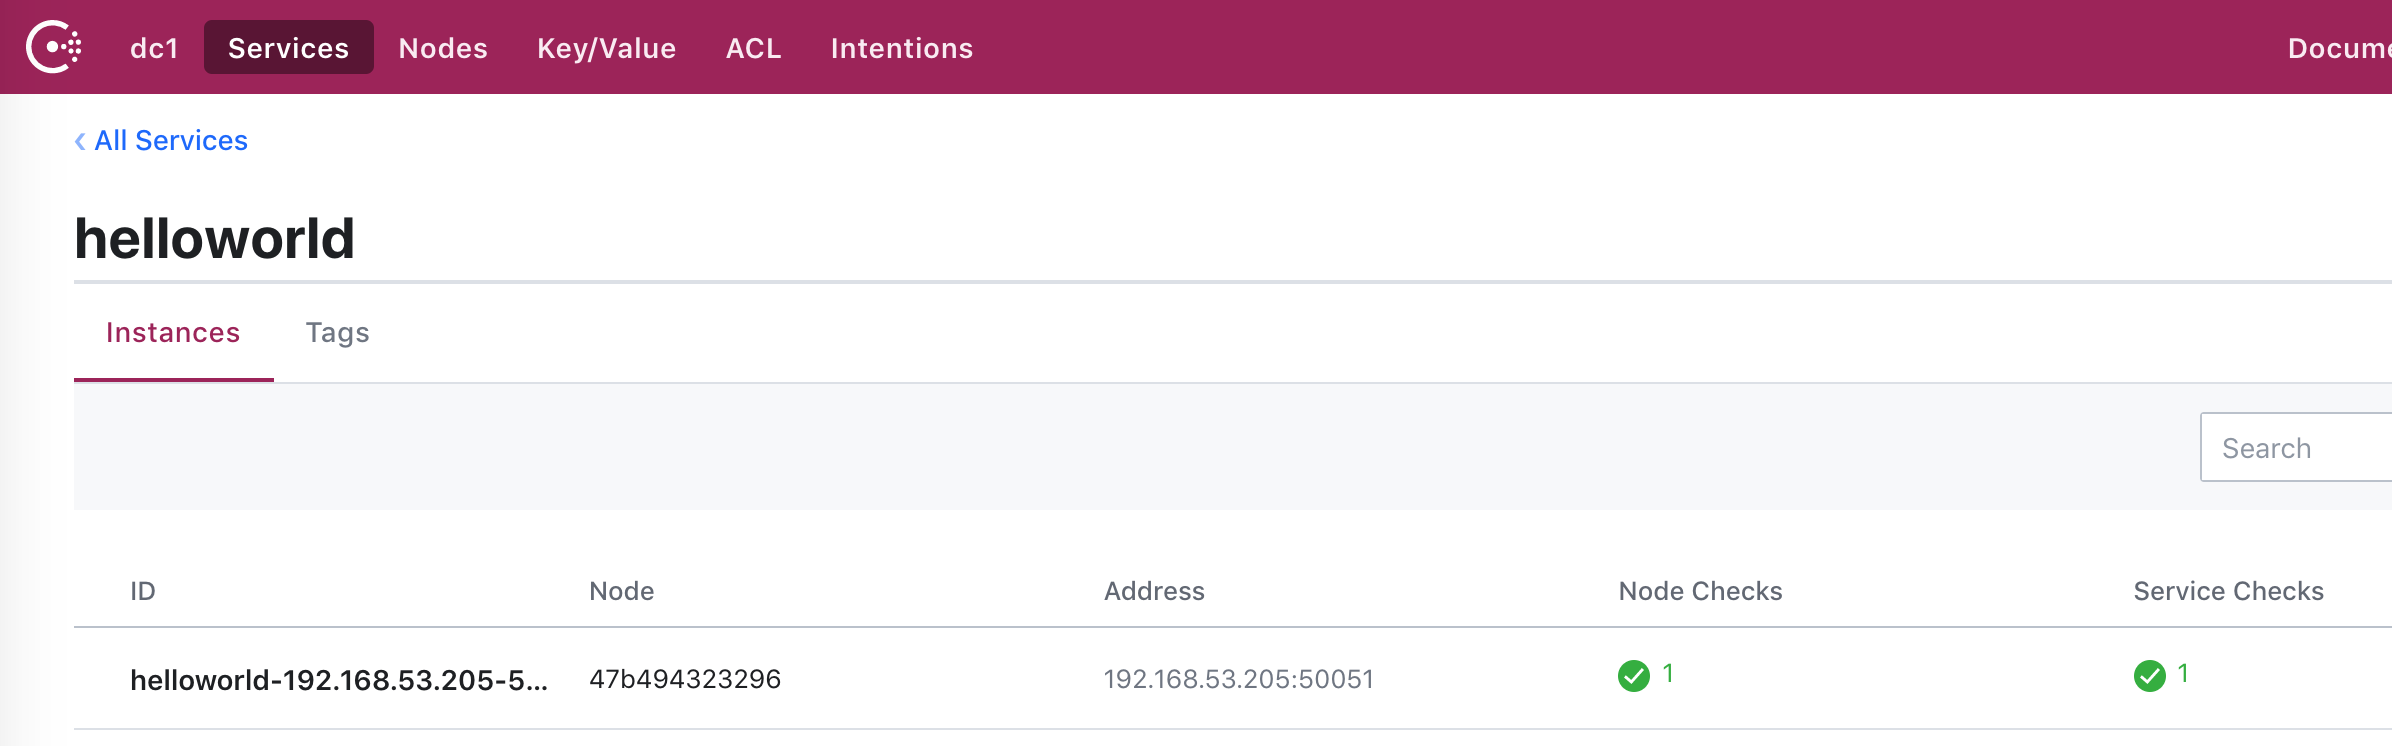 dc1 Services Nodes Key/Value ACL Intentions Docume
‹ All Services
helloworld
Instances Tags
Search
ID Node Address Node Checks Service Checks
helloworld-192.168.53.205-5... 47b494323296 192.168.53.205:50051 1 1